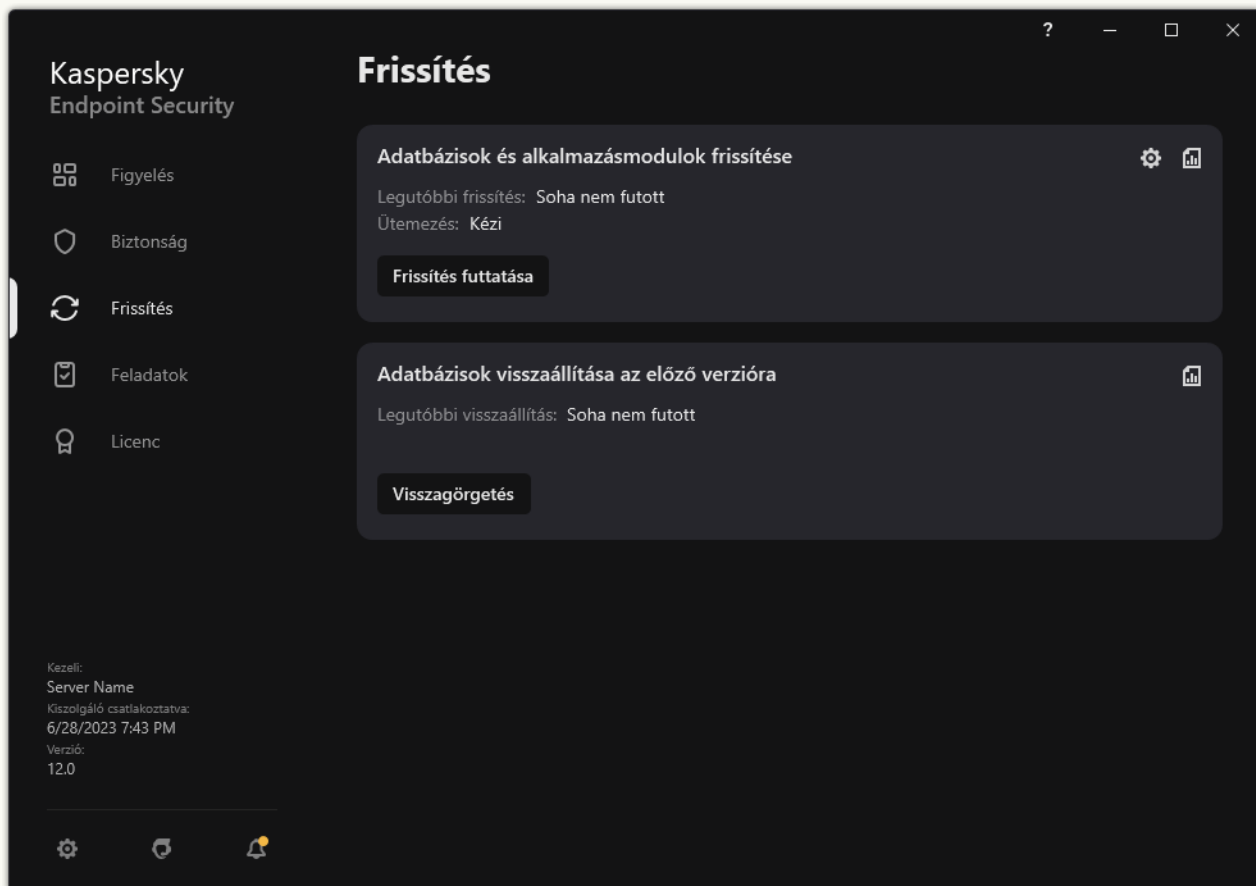 ?
Kaspersky
Endpoint Security
Figyelés
Biztonság
Frissítés
Feladatok
Licenc
Kezeli:
Server Name
Kiszolgáló csatlakoztatva:
6/28/2023 7:43 PM
Verzió:
12.0
Frissítés
Adatbázisok és alkalmazásmodulok frissítése
Legutóbbi frissítés: Soha nem futott
Ütemezés: Kézi
Frissítés futtatása
Adatbázisok visszaállítása az előző verzióra
Legutóbbi visszaállítás: Soha nem futott
Visszagörgetés